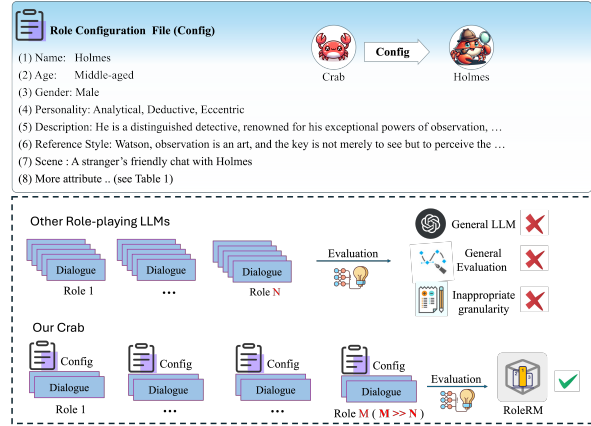 Role Configuration File (Config)
(1) Name: Holmes
(2) Age: Middle-aged
(3) Gender: Male
(4) Personality: Analytical, Deductive, Eccentric
(5) Description: He is a distinguished detective, renowned for his exceptional powers of observation, …
(6) Reference Style: Watson, observation is an art, and the key is not merely to see but to perceive the …
(7) Scene : A stranger's friendly chat with Holmes
(8) More attribute .. (see Table 1)
Crab
Config
Holmes
Other Role-playing LLMs
Dialogue
Role 1
Dialogue
…
Dialogue
Role N
Evaluation
General LLM
General
Evaluation
Inappropriate
granularity
Our Crab
Config
Dialogue
Role 1
Config
Dialogue
…
Config
Dialogue
…
Config
Dialogue
Role M ( M >> N )
Evaluation
RoleRM